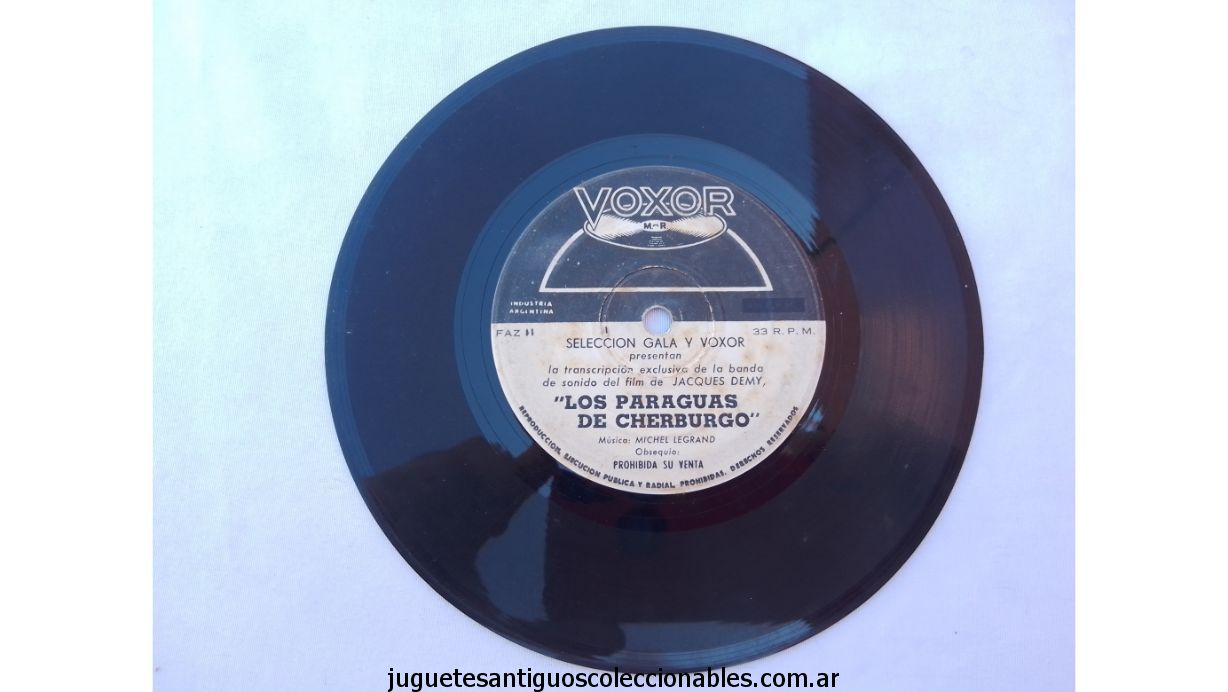 VOXOR
M.R.
INDUSTRIA
ARGENTINA
FAZ II
33 R.P.M.
SELECCION GALA Y VOXOR
presentan
la transcripción exclusiva de la banda
de sonido del film de JACQUES DEMY,
"LOS PARAGUAS
DE CHERBURGO"
Música: MICHEL LEGRAND
Obsequio:
PROHIBIDA SU VENTA
REPRODUCCION, EJECUCION PUBLICA Y RADIAL, PROHIBIDAS. DERECHOS RESERVADOS
juguetesantiguoscoleccionables.com.ar